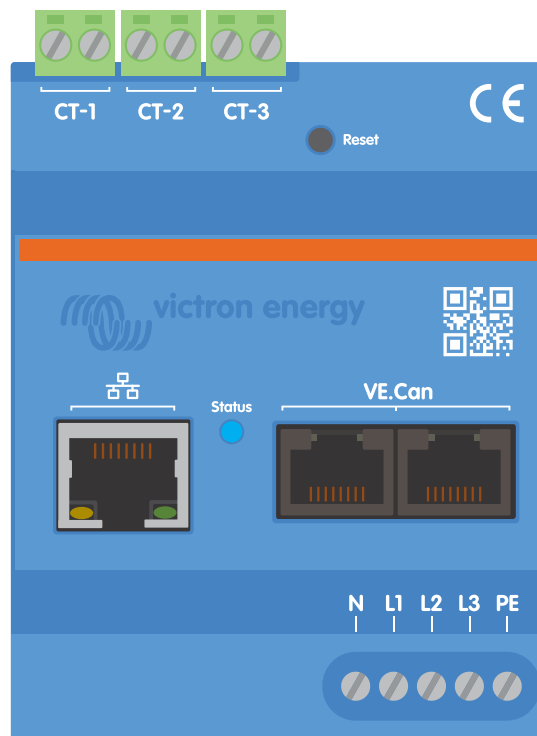 CT-1 CT-2 CT-3
CE
Reset
victron energy
Status
VE.Can
N L1 L2 L3 PE